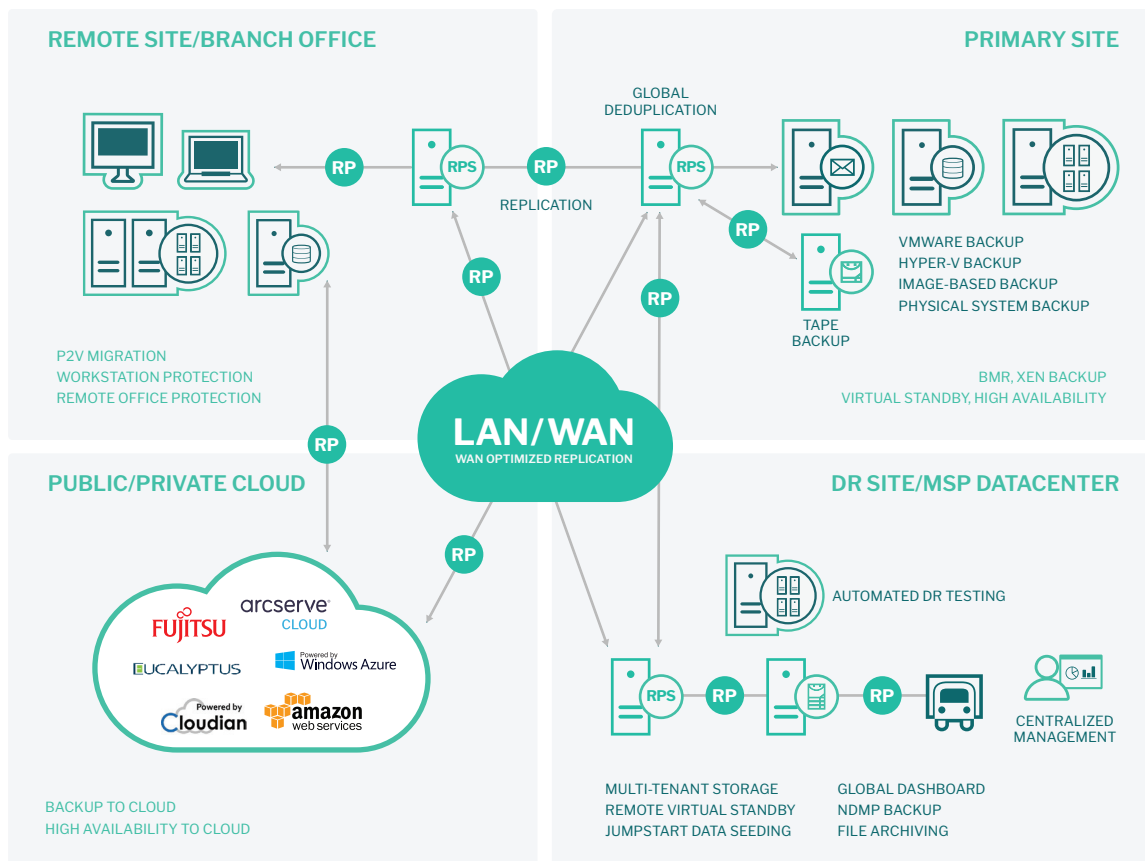 REMOTE SITE/BRANCH OFFICE
RP
RPS
RP
REPLICATION
RP
P2V MIGRATION
WORKSTATION PROTECTION
REMOTE OFFICE PROTECTION
RP
PRIMARY SITE
GLOBAL
DEDUPLICATION
RPS
RP
RP
TAPE
BACKUP
VMWARE BACKUP
HYPER-V BACKUP
IMAGE-BASED BACKUP
PHYSICAL SYSTEM BACKUP
BMR, XEN BACKUP
VIRTUAL STANDBY, HIGH AVAILABILITY
LAN/WAN
WAN OPTIMIZED REPLICATION
PUBLIC/PRIVATE CLOUD
RP
arcserve®
CLOUD
FUJITSU
EUCALYPTUS
Powered by
Windows Azure
Powered by
Cloudian
amazon
web services
BACKUP TO CLOUD
HIGH AVAILABILITY TO CLOUD
DR SITE/MSP DATACENTER
AUTOMATED DR TESTING
RPS
RP
RP
CENTRALIZED
MANAGEMENT
MULTI-TENANT STORAGE
REMOTE VIRTUAL STANDBY
JUMPSTART DATA SEEDING
GLOBAL DASHBOARD
NDMP BACKUP
FILE ARCHIVING